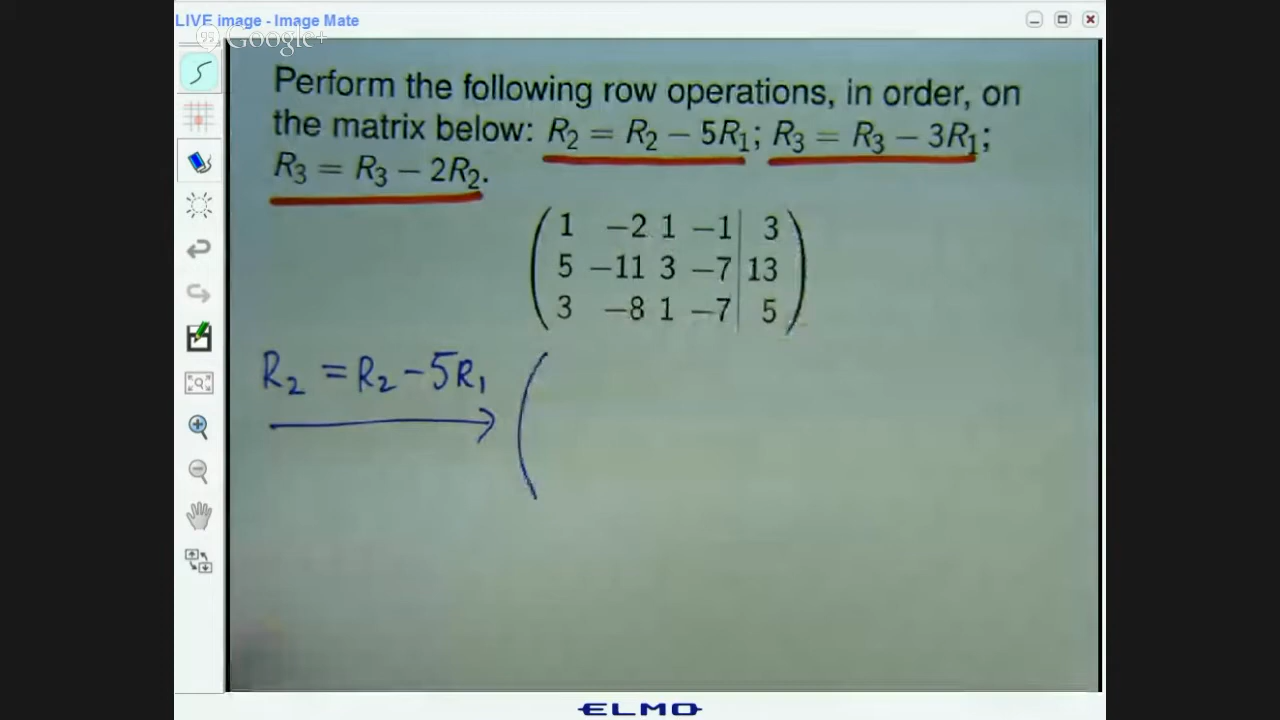 LIVE image - Image Mate
Google+
Perform the following row operations, in order, on
the matrix below: R₂ = R₂ − 5R₁; R₃ = R₃ − 3R₁;
R₃ = R₃ − 2R₂.
1 −2 1 −1 | 3
5 −11 3 −7 | 13
3 −8 1 −7 | 5
R₂ = R₂ − 5R₁
ELMO